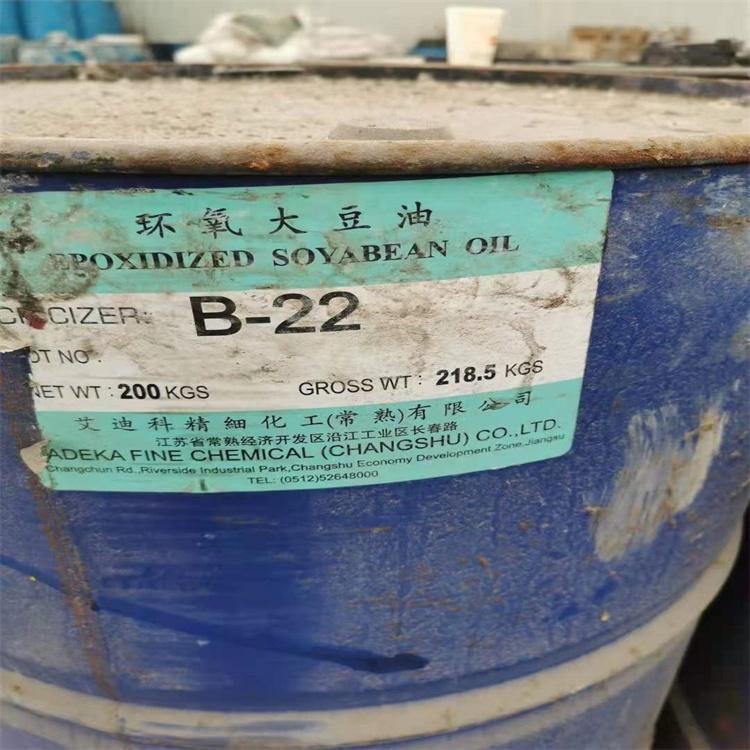 环氧大豆油
EPOXIDIZED SOYABEAN OIL
CIZER: B-22
OT NO :
NET WT : 200 KGS GROSS WT : 218.5 KGS
艾迪科精細化工(常熟)有限公司
江苏省常熟经济开发区沿江工业区长春路
ADEKA FINE CHEMICAL (CHANGSHU) CO.,LTD.
Changchun Rd.,Riverside Industrial Park,Changshu Economy Development Zone,Jiangsu
TEL: (0512)52648000